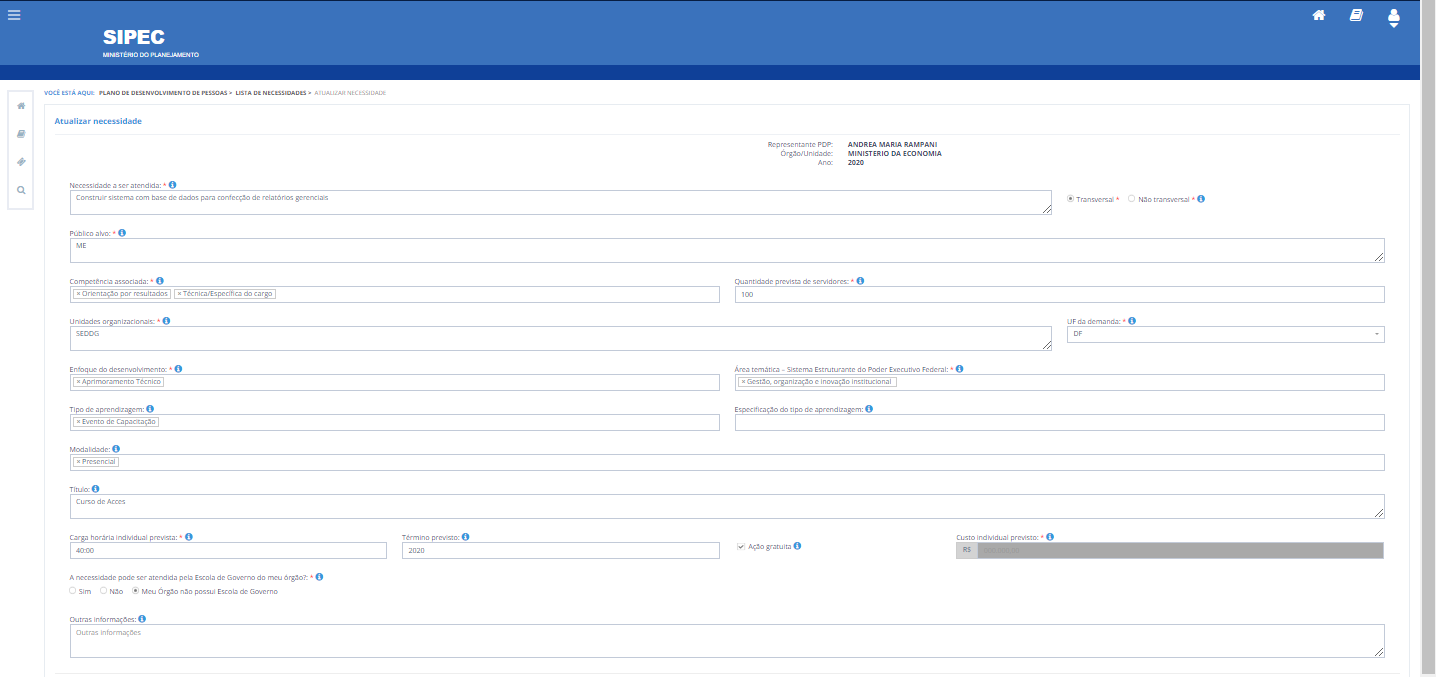 SIPEC
MINISTÉRIO DO PLANEJAMENTO
VOCÊ ESTÁ AQUI: PLANO DE DESENVOLVIMENTO DE PESSOAS > LISTA DE NECESSIDADES > ATUALIZAR NECESSIDADE
Atualizar necessidade
Representante PDP: ANDREA MARIA RAMPANI
Órgão/Unidade: MINISTERIO DA ECONOMIA
Ano: 2020
Necessidade a ser atendida: *
Construir sistema com base de dados para confecção de relatórios gerenciais
Transversal * Não transversal *
Público alvo: *
ME
Competência associada: * Quantidade prevista de servidores: *
× Orientação por resultados × Técnica/Específica do cargo 100
Unidades organizacionais: * UF da demanda: *
SEDDG DF
Enfoque do desenvolvimento: * Área temática – Sistema Estruturante do Poder Executivo Federal: *
× Aprimoramento Técnico × Gestão, organização e inovação institucional
Tipo de aprendizagem: Especificação do tipo de aprendizagem:
× Evento de Capacitação
Modalidade:
× Presencial
Título:
Curso de Acces
Carga horária individual prevista: * Término previsto: Ação gratuita Custo individual previsto: *
40:00 2020 R$
A necessidade pode ser atendida pela Escola de Governo do meu órgão?: *
Sim Não Meu Órgão não possui Escola de Governo
Outras informações:
Outras informações